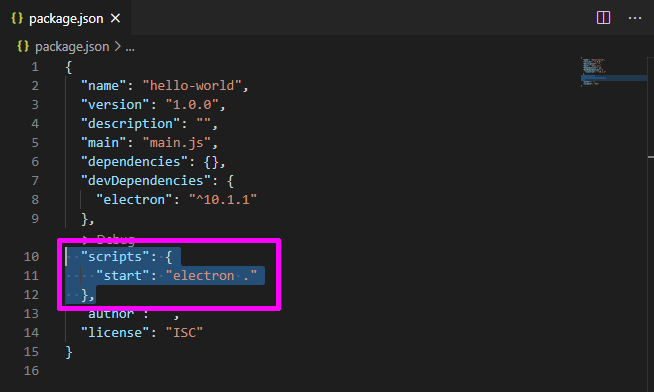 {} package.json ×
{} package.json > ...
1 {
2 "name": "hello-world",
3 "version": "1.0.0",
4 "description": "",
5 "main": "main.js",
6 "dependencies": {},
7 "devDependencies": {
8 "electron": "^10.1.1"
9 },
Debug
10 "scripts": {
11 "start": "electron ."
12 },
13 author : ,
14 "license": "ISC"
15 }
16